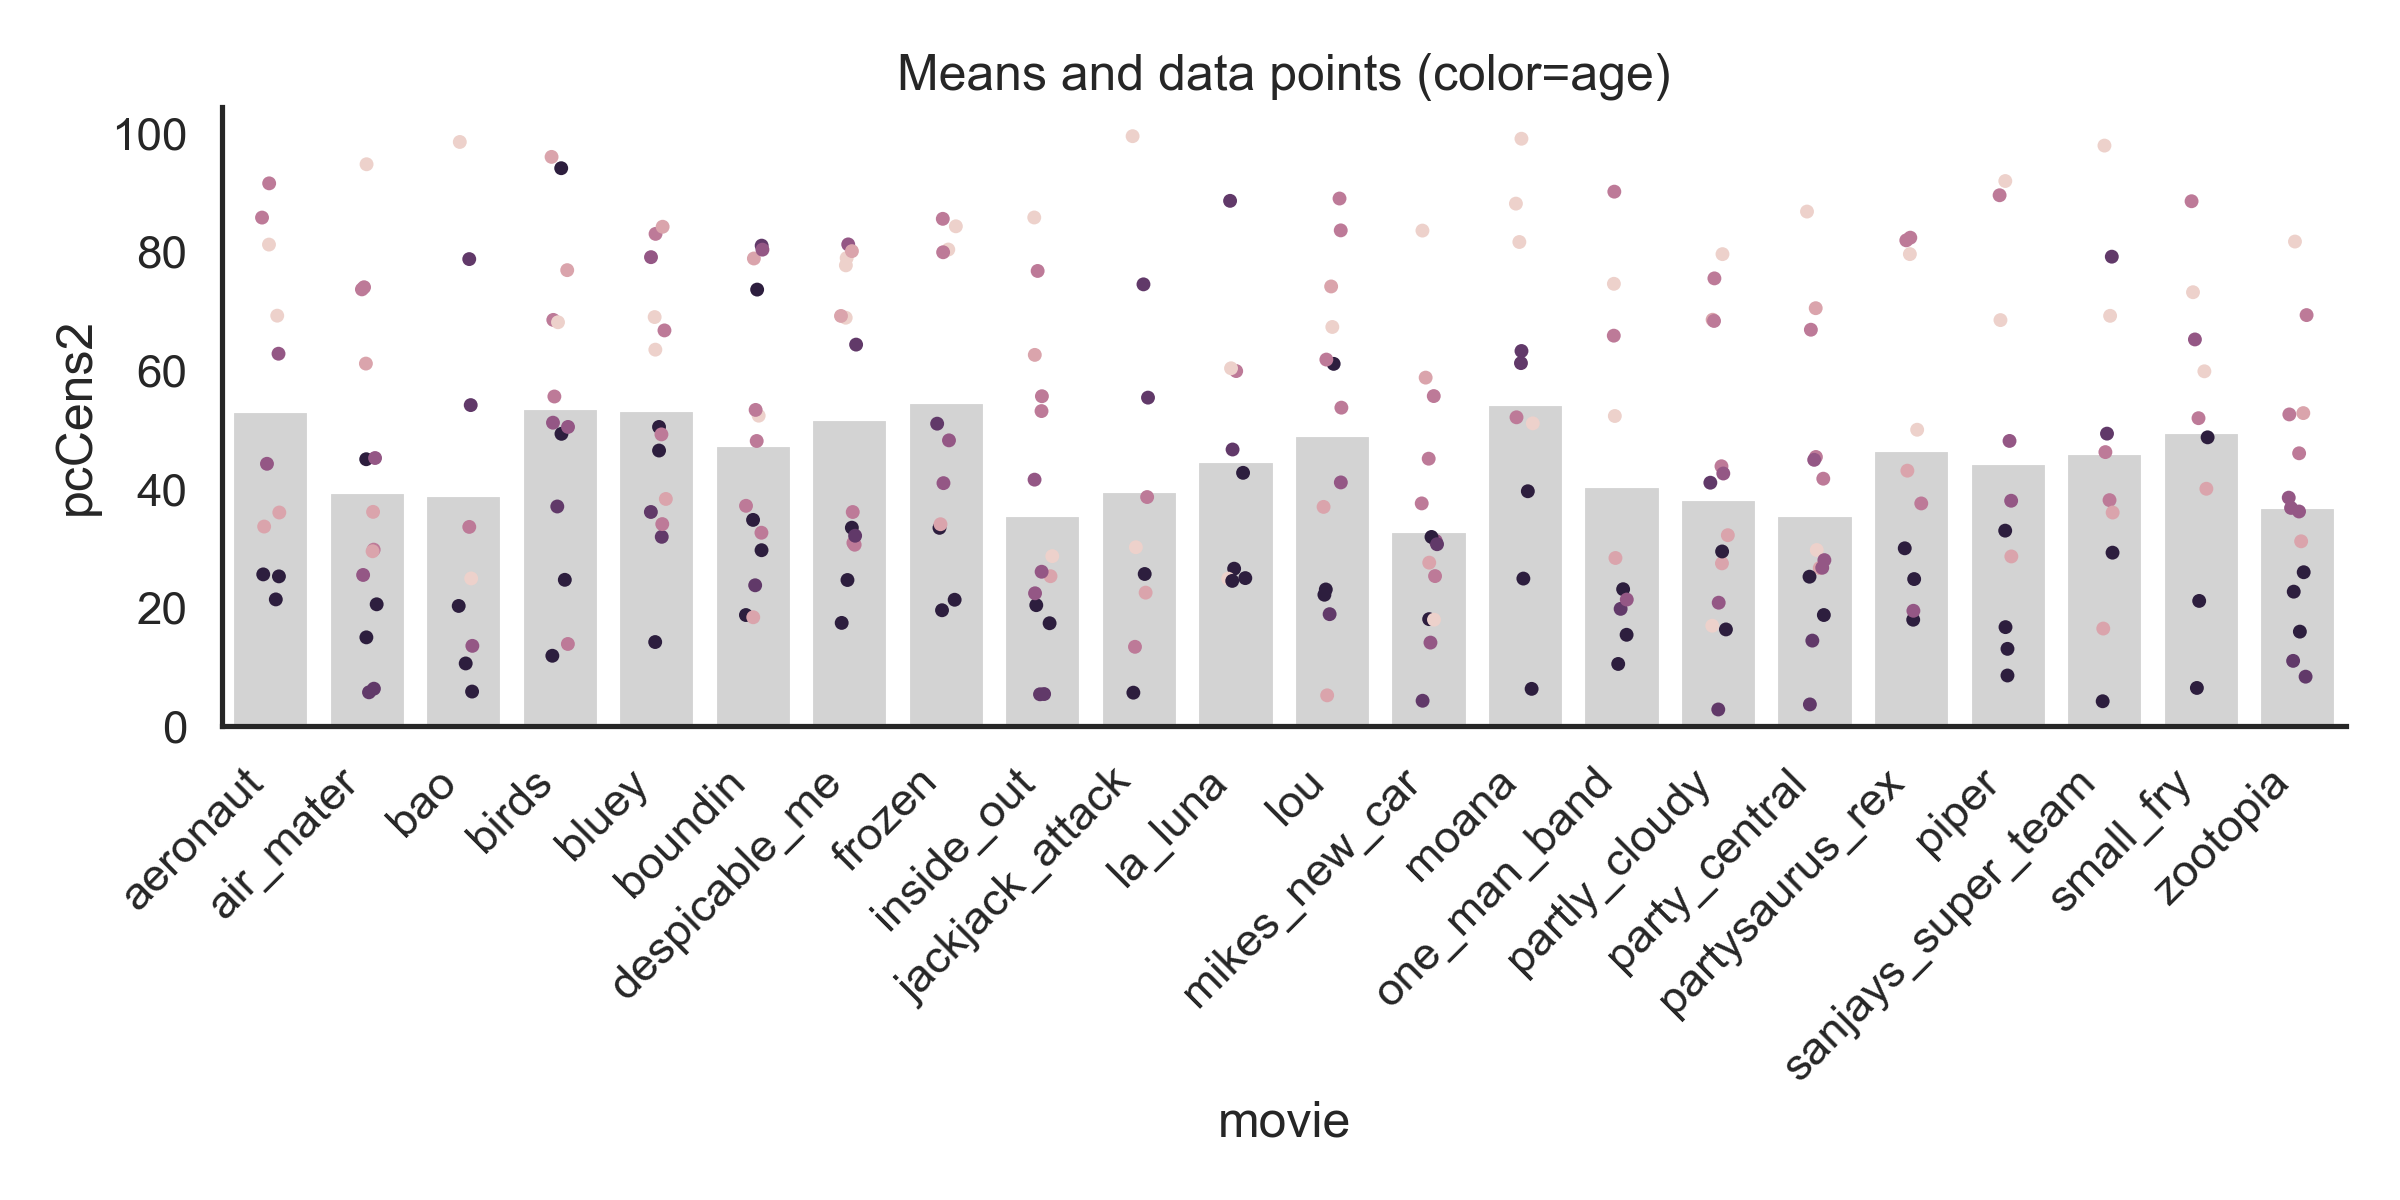 Means and data points (color=age)
100
80
60
40
20
0
pcCens2
aeronaut
air_mater
bao
birds
bluey
boundin
despicable_me
frozen
inside_out
jackjack_attack
la_luna
lou
mikes_new_car
moana
one_man_band
partly_cloudy
party_central
partysaurus_rex
piper
sanjays_super_team
small_fry
zootopia
movie